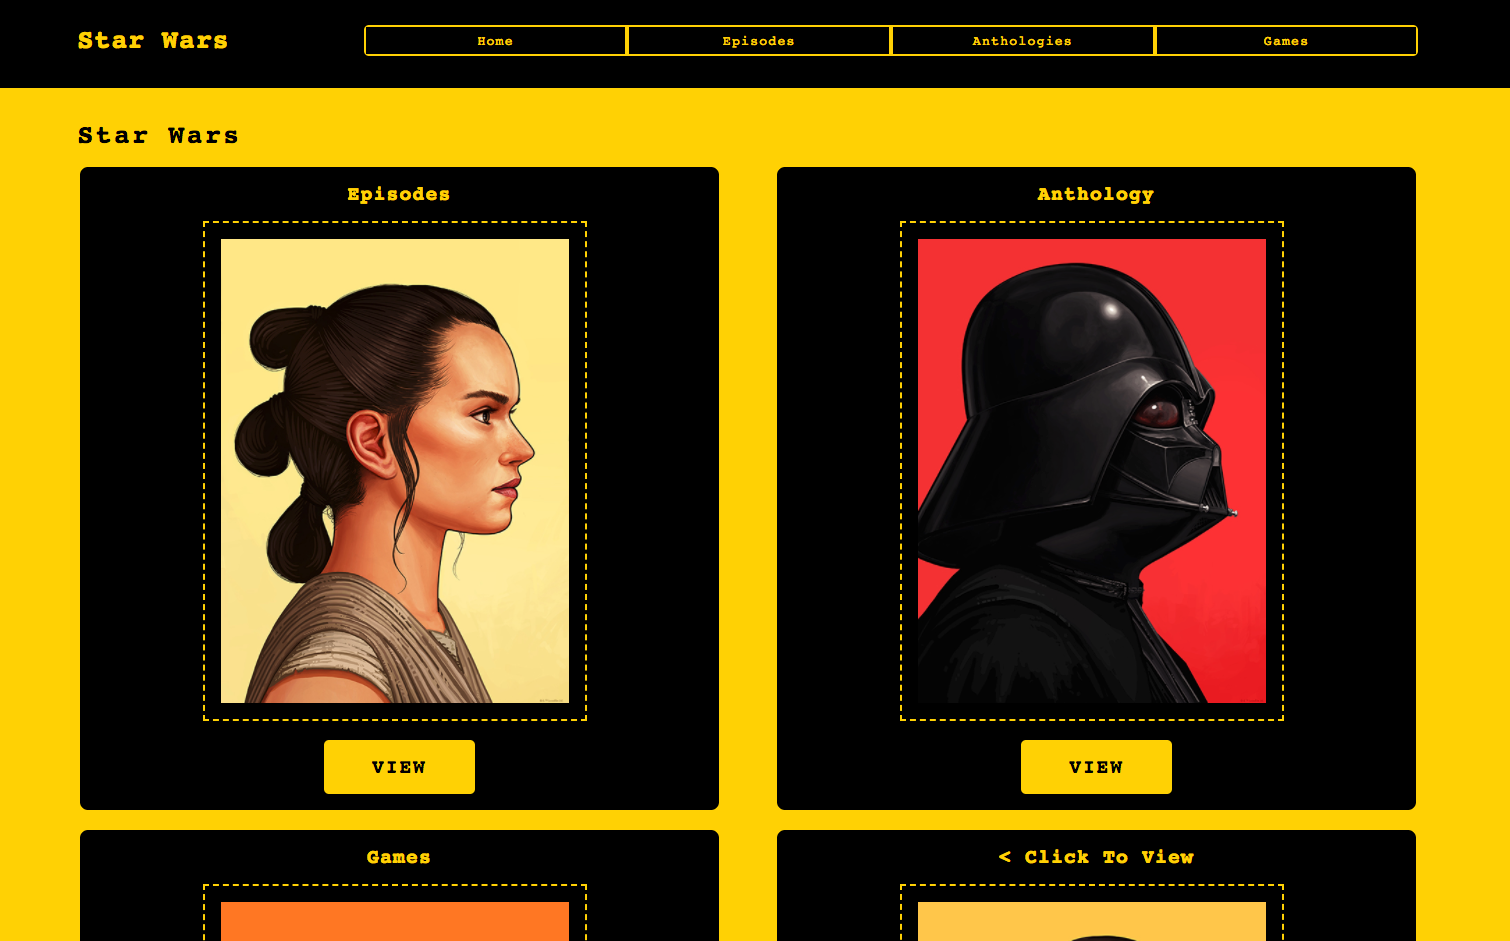 Star Wars
Home Episodes Anthologies Games
Star Wars
Episodes
VIEW
Anthology
VIEW
Games
< Click To View